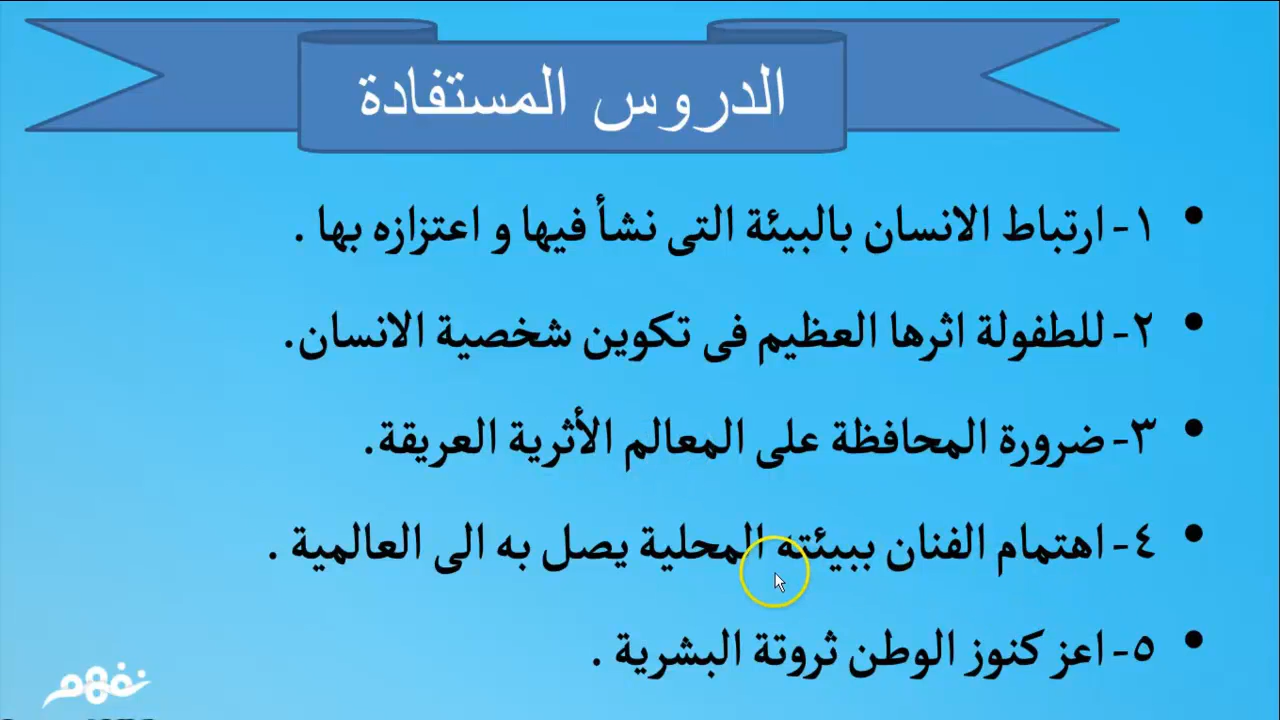 الدروس المستفادة
١- ارتباط الانسان بالبيئة التى نشأ فيها و اعتزازه بها .
٢- للطفولة اثرها العظيم فى تكوين شخصية الانسان.
٣- ضرورة المحافظة على المعالم الأثرية العريقة.
٤- اهتمام الفنان ببيئته المحلية يصل به الى العالمية .
٥- اعز كنوز الوطن ثروتة البشرية .
نفهم